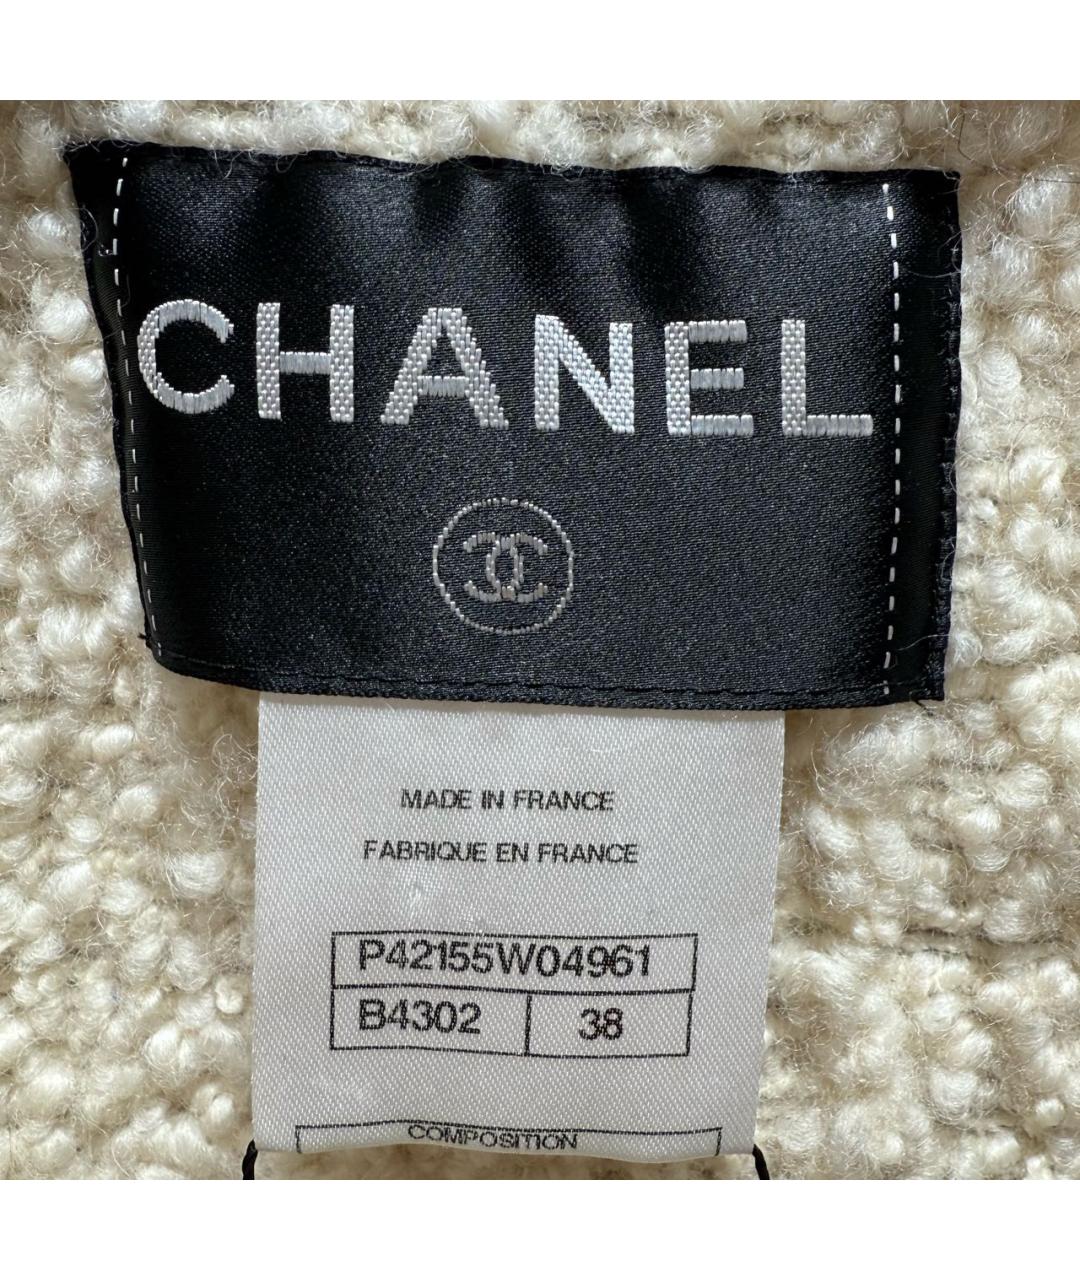 CHANEL
MADE IN FRANCE
FABRIQUE EN FRANCE
P42155W04961
B4302 38
COMPOSITION